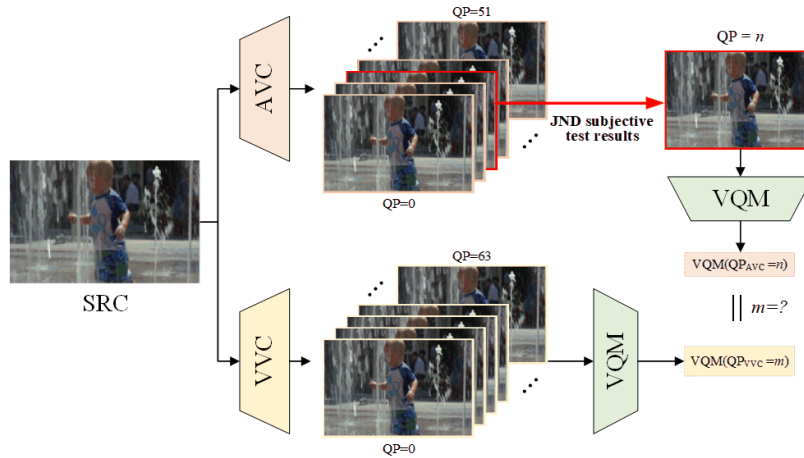 QP=51
QP = n
AVC
JND subjective
test results
VQM
QP=0
SRC
VQM(QPAVC =n)
QP=63
m=?
VVC
VQM
VQM(QPVVC =m)
QP=0